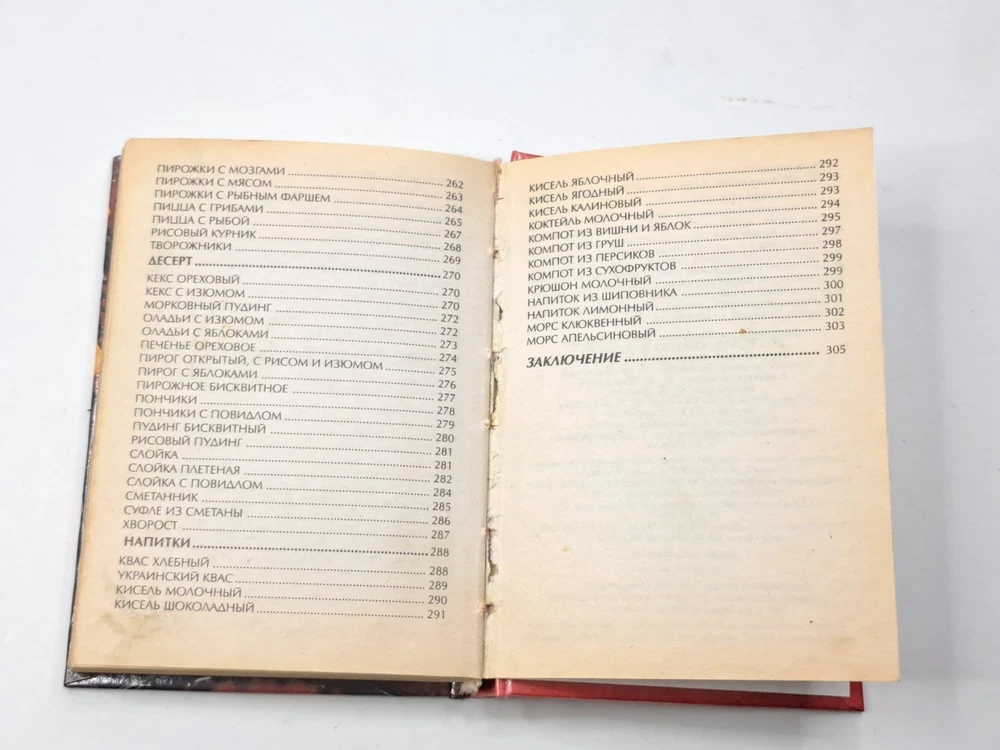 ПИРОЖКИ С МОЗГАМИ ... 262
ПИРОЖКИ С МЯСОМ ... 263
ПИРОЖКИ С РЫБНЫМ ФАРШЕМ ... 264
ПИЦЦА С ГРИБАМИ ... 265
ПИЦЦА С РЫБОЙ ... 267
РИСОВЫЙ КУРНИК ... 268
ТВОРОЖНИКИ ... 269
ДЕСЕРТ ... 270
КЕКС ОРЕХОВЫЙ ... 270
КЕКС С ИЗЮМОМ ... 270
МОРКОВНЫЙ ПУДИНГ ... 272
ОЛАДЬИ С ИЗЮМОМ ... 272
ОЛАДЬИ С ЯБЛОКАМИ ... 273
ПЕЧЕНЬЕ ОРЕХОВОЕ ... 274
ПИРОГ ОТКРЫТЫЙ, С РИСОМ И ИЗЮМОМ ... 275
ПИРОГ С ЯБЛОКАМИ ... 276
ПИРОЖНОЕ БИСКВИТНОЕ ... 277
ПОНЧИКИ ... 278
ПОНЧИКИ С ПОВИДЛОМ ... 279
ПУДИНГ БИСКВИТНЫЙ ... 280
РИСОВЫЙ ПУДИНГ ... 281
СЛОЙКА ... 281
СЛОЙКА ПЛЕТЕНАЯ ... 282
СЛОЙКА С ПОВИДЛОМ ... 284
СМЕТАННИК ... 285
СУФЛЕ ИЗ СМЕТАНЫ ... 286
ХВОРОСТ ... 287
НАПИТКИ ... 288
КВАС ХЛЕБНЫЙ ... 288
УКРАИНСКИЙ КВАС ... 289
КИСЕЛЬ МОЛОЧНЫЙ ... 290
КИСЕЛЬ ШОКОЛАДНЫЙ ... 291
КИСЕЛЬ ЯБЛОЧНЫЙ ... 292
КИСЕЛЬ ЯГОДНЫЙ ... 293
КИСЕЛЬ КАЛИНОВЫЙ ... 293
КОКТЕЙЛЬ МОЛОЧНЫЙ ... 294
КОМПОТ ИЗ ВИШНИ И ЯБЛОК ... 295
КОМПОТ ИЗ ГРУШ ... 297
КОМПОТ ИЗ ПЕРСИКОВ ... 298
КОМПОТ ИЗ СУХОФРУКТОВ ... 299
КРЮШОН МОЛОЧНЫЙ ... 299
НАПИТОК ИЗ ШИПОВНИКА ... 300
НАПИТОК ЛИМОННЫЙ ... 301
МОРС КЛЮКВЕННЫЙ ... 302
МОРС АПЕЛЬСИНОВЫЙ ... 303
ЗАКЛЮЧЕНИЕ ... 305